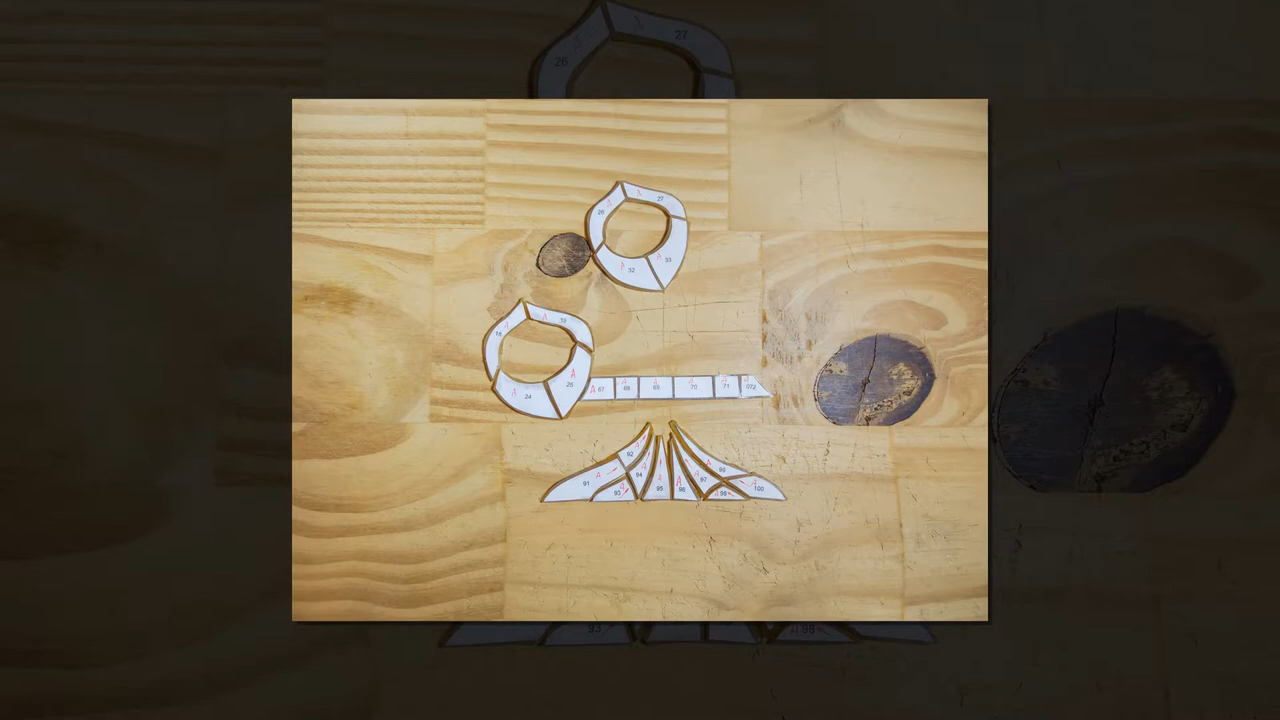 A 27
26 A
A 33
A 32
A 39
18 A
A 25
A 24
A 67 A 68 A 69 A 70 A 71 A 072
92 A
A 99
91 A
A 94 A 95 A 96 A 97
A 100
93 A
A 98